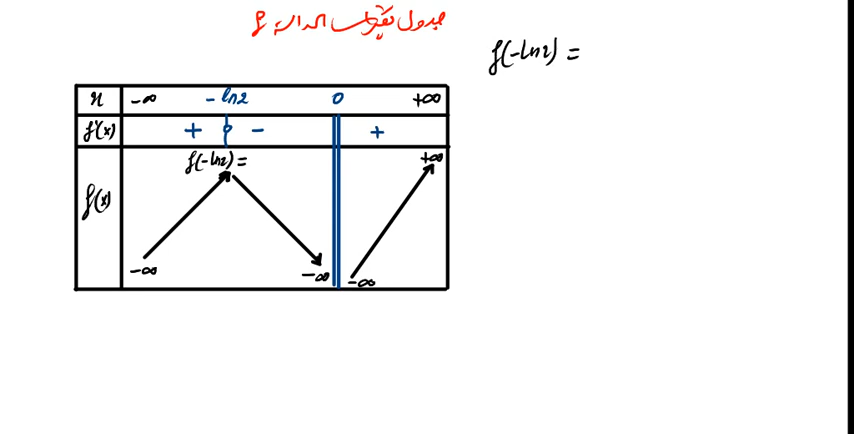 جدول تغيرات الدالة f
f(-ln2) =
x -∞ -ln2 0 +∞
f'(x) + 0 - +
f(-ln2) = +∞
f(x)
-∞ -∞ -∞